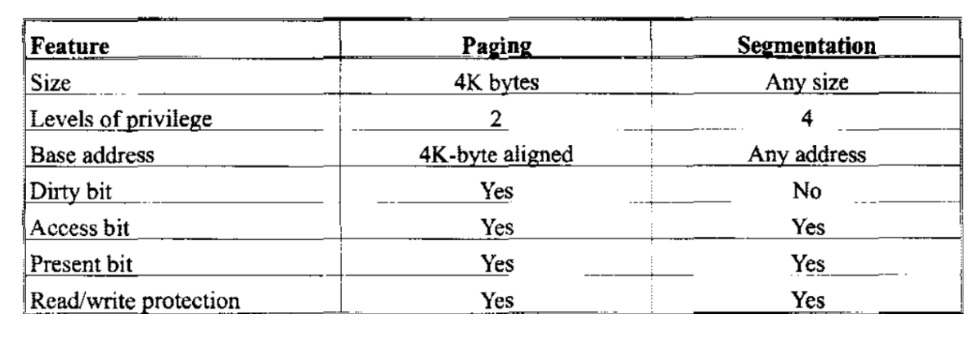 Feature Paging Segmentation
Size 4K bytes Any size
Levels of privilege 2 4
Base address 4K-byte aligned Any address
Dirty bit Yes No
Access bit Yes Yes
Present bit Yes Yes
Read/write protection Yes Yes